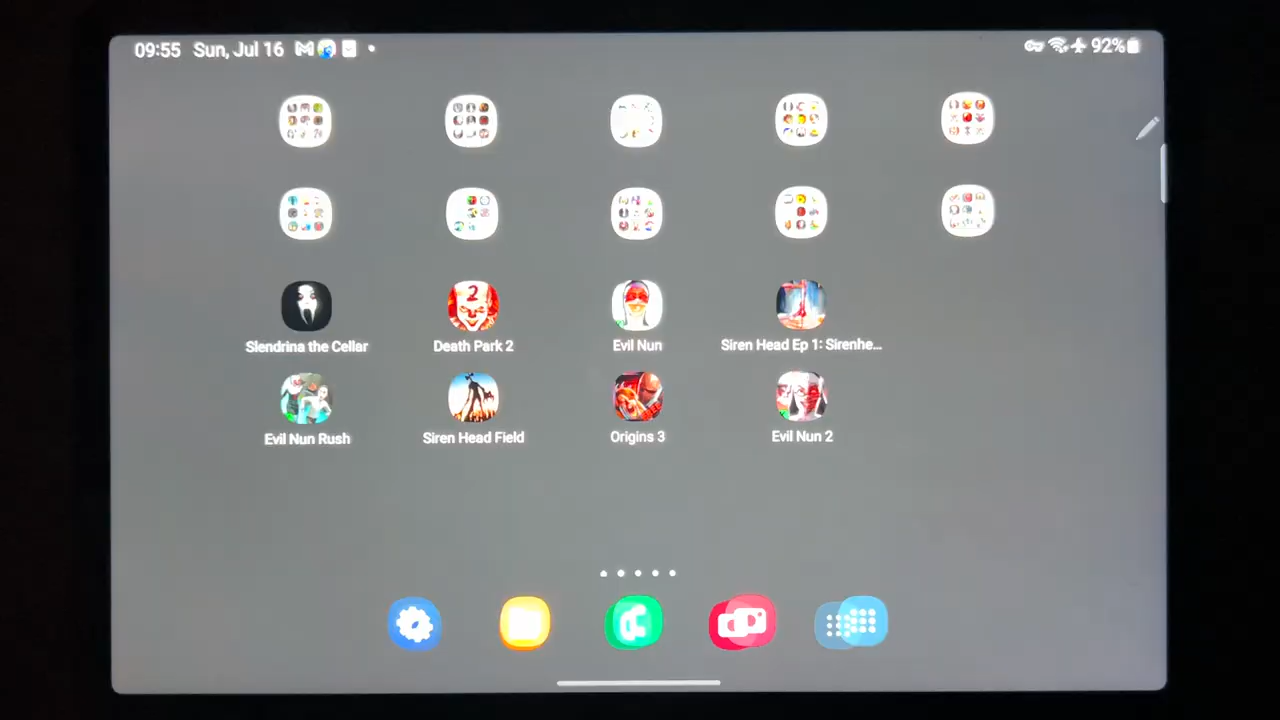 09:55 Sun, Jul 16
92%
2
Slendrina the Cellar
Death Park 2
Evil Nun
Siren Head Ep 1: Sirenhe...
Evil Nun Rush
Siren Head Field
Origins 3
Evil Nun 2